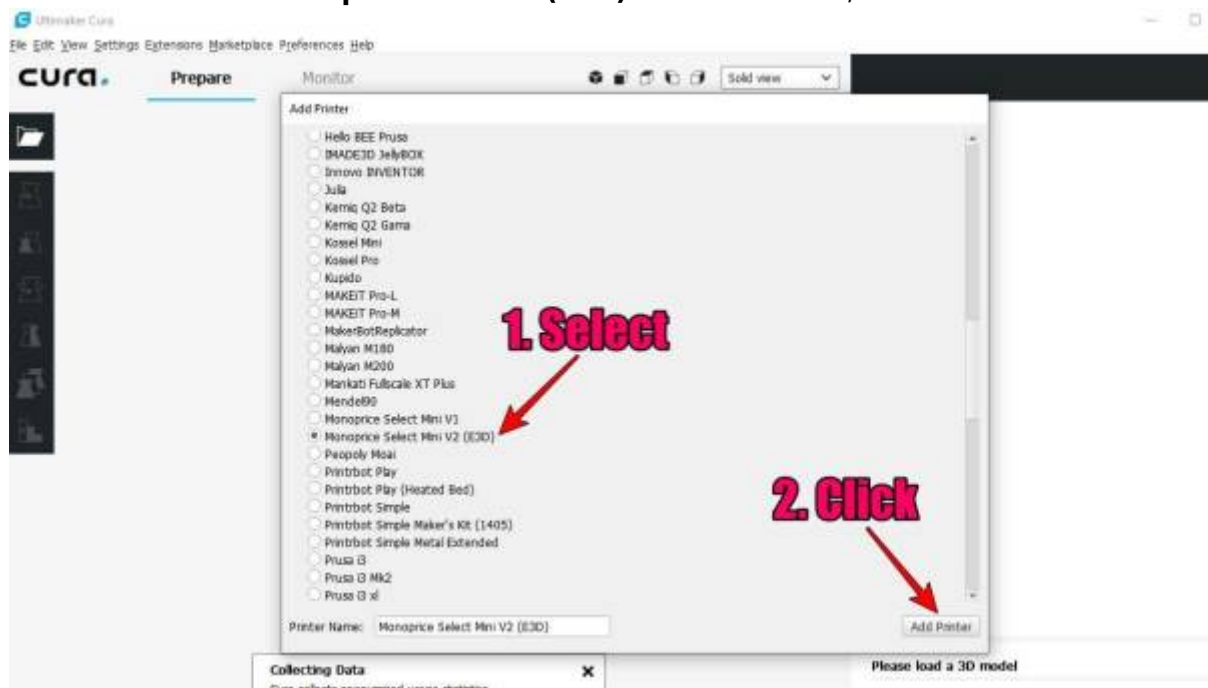 Ultimaker Cura
File Edit View Settings Extensions Marketplace Preferences Help
cura. Prepare Monitor Solid view
Add Printer
Hello BEE Prusa
IMADE3D JellyBOX
Innovo INVENTOR
Julia
Kemiq Q2 Beta
Kemiq Q2 Gama
Kossel Mini
Kossel Pro
Kupido
MAKEiT Pro-L
MAKEiT Pro-M
MakerBotReplicator
Malyan M180
Malyan M200
Mankati Fullscale XT Plus
Mendel90
Monoprice Select Mini V1
Monoprice Select Mini V2 (E3D)
Peopoly Moai
Printrbot Play
Printrbot Play (Heated Bed)
Printrbot Simple
Printrbot Simple Maker's Kit (1405)
Printrbot Simple Metal Extended
Prusa i3
Prusa i3 Mk2
Prusa i3 xl
1. Select
2. Click
Printer Name: Monoprice Select Mini V2 (E3D) Add Printer
Collecting Data
Please load a 3D model